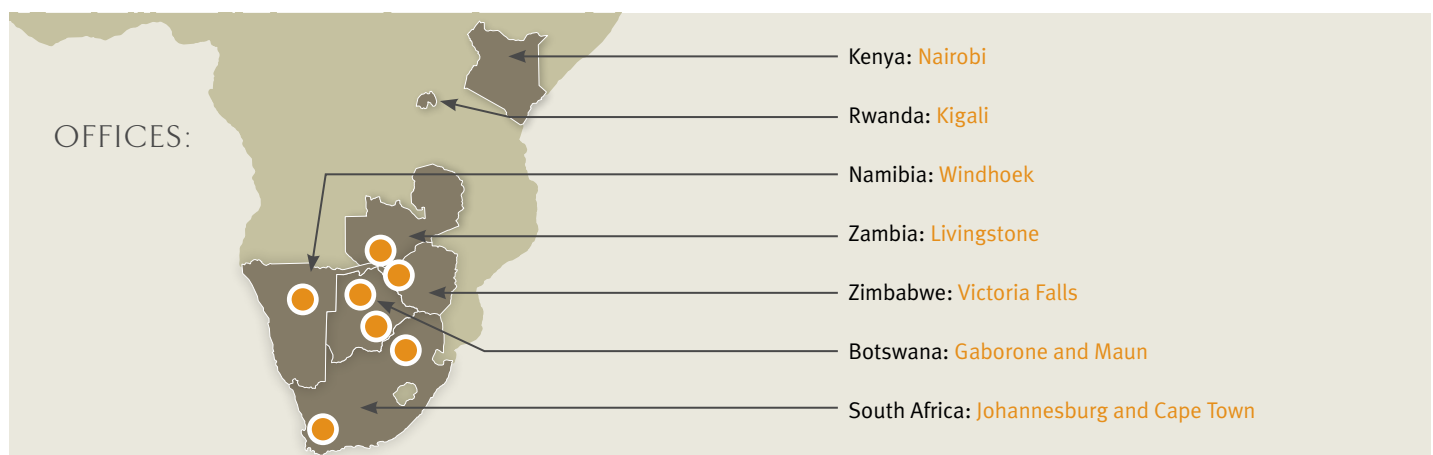 OFFICES:
Kenya: Nairobi
Rwanda: Kigali
Namibia: Windhoek
Zambia: Livingstone
Zimbabwe: Victoria Falls
Botswana: Gaborone and Maun
South Africa: Johannesburg and Cape Town